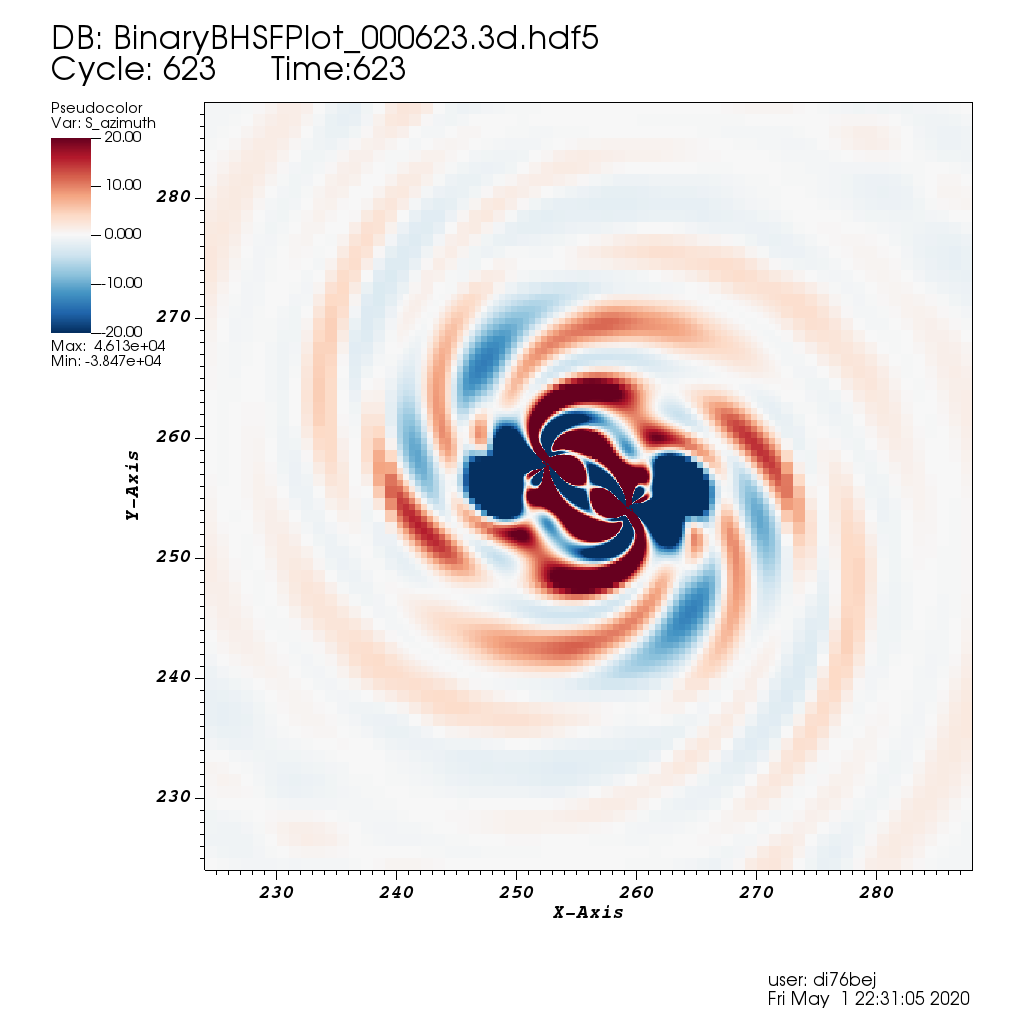 DB: BinaryBHSFPlot_000623.3d.hdf5
Cycle: 623 Time:623
Pseudocolor
Var: S_azimuth
20.00
10.00
0.000
-10.00
-20.00
Max: 4.613e+04
Min: -3.847e+04
280
270
260
250
240
230
Y-Axis
230 240 250 260 270 280
X-Axis
user: di76bej
Fri May 1 22:31:05 2020